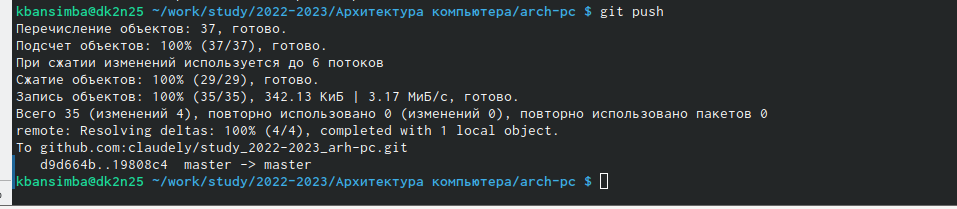 kbansimba@dk2n25 ~/work/study/2022-2023/Архитектура компьютера/arch-pc $ git push
Перечисление объектов: 37, готово.
Подсчет объектов: 100% (37/37), готово.
При сжатии изменений используется до 6 потоков
Сжатие объектов: 100% (29/29), готово.
Запись объектов: 100% (35/35), 342.13 КиБ | 3.17 МиБ/с, готово.
Всего 35 (изменений 4), повторно использовано 0 (изменений 0), повторно использовано пакетов 0
remote: Resolving deltas: 100% (4/4), completed with 1 local object.
To github.com:claudely/study_2022-2023_arh-pc.git
   d9d664b..19808c4  master -> master
kbansimba@dk2n25 ~/work/study/2022-2023/Архитектура компьютера/arch-pc $